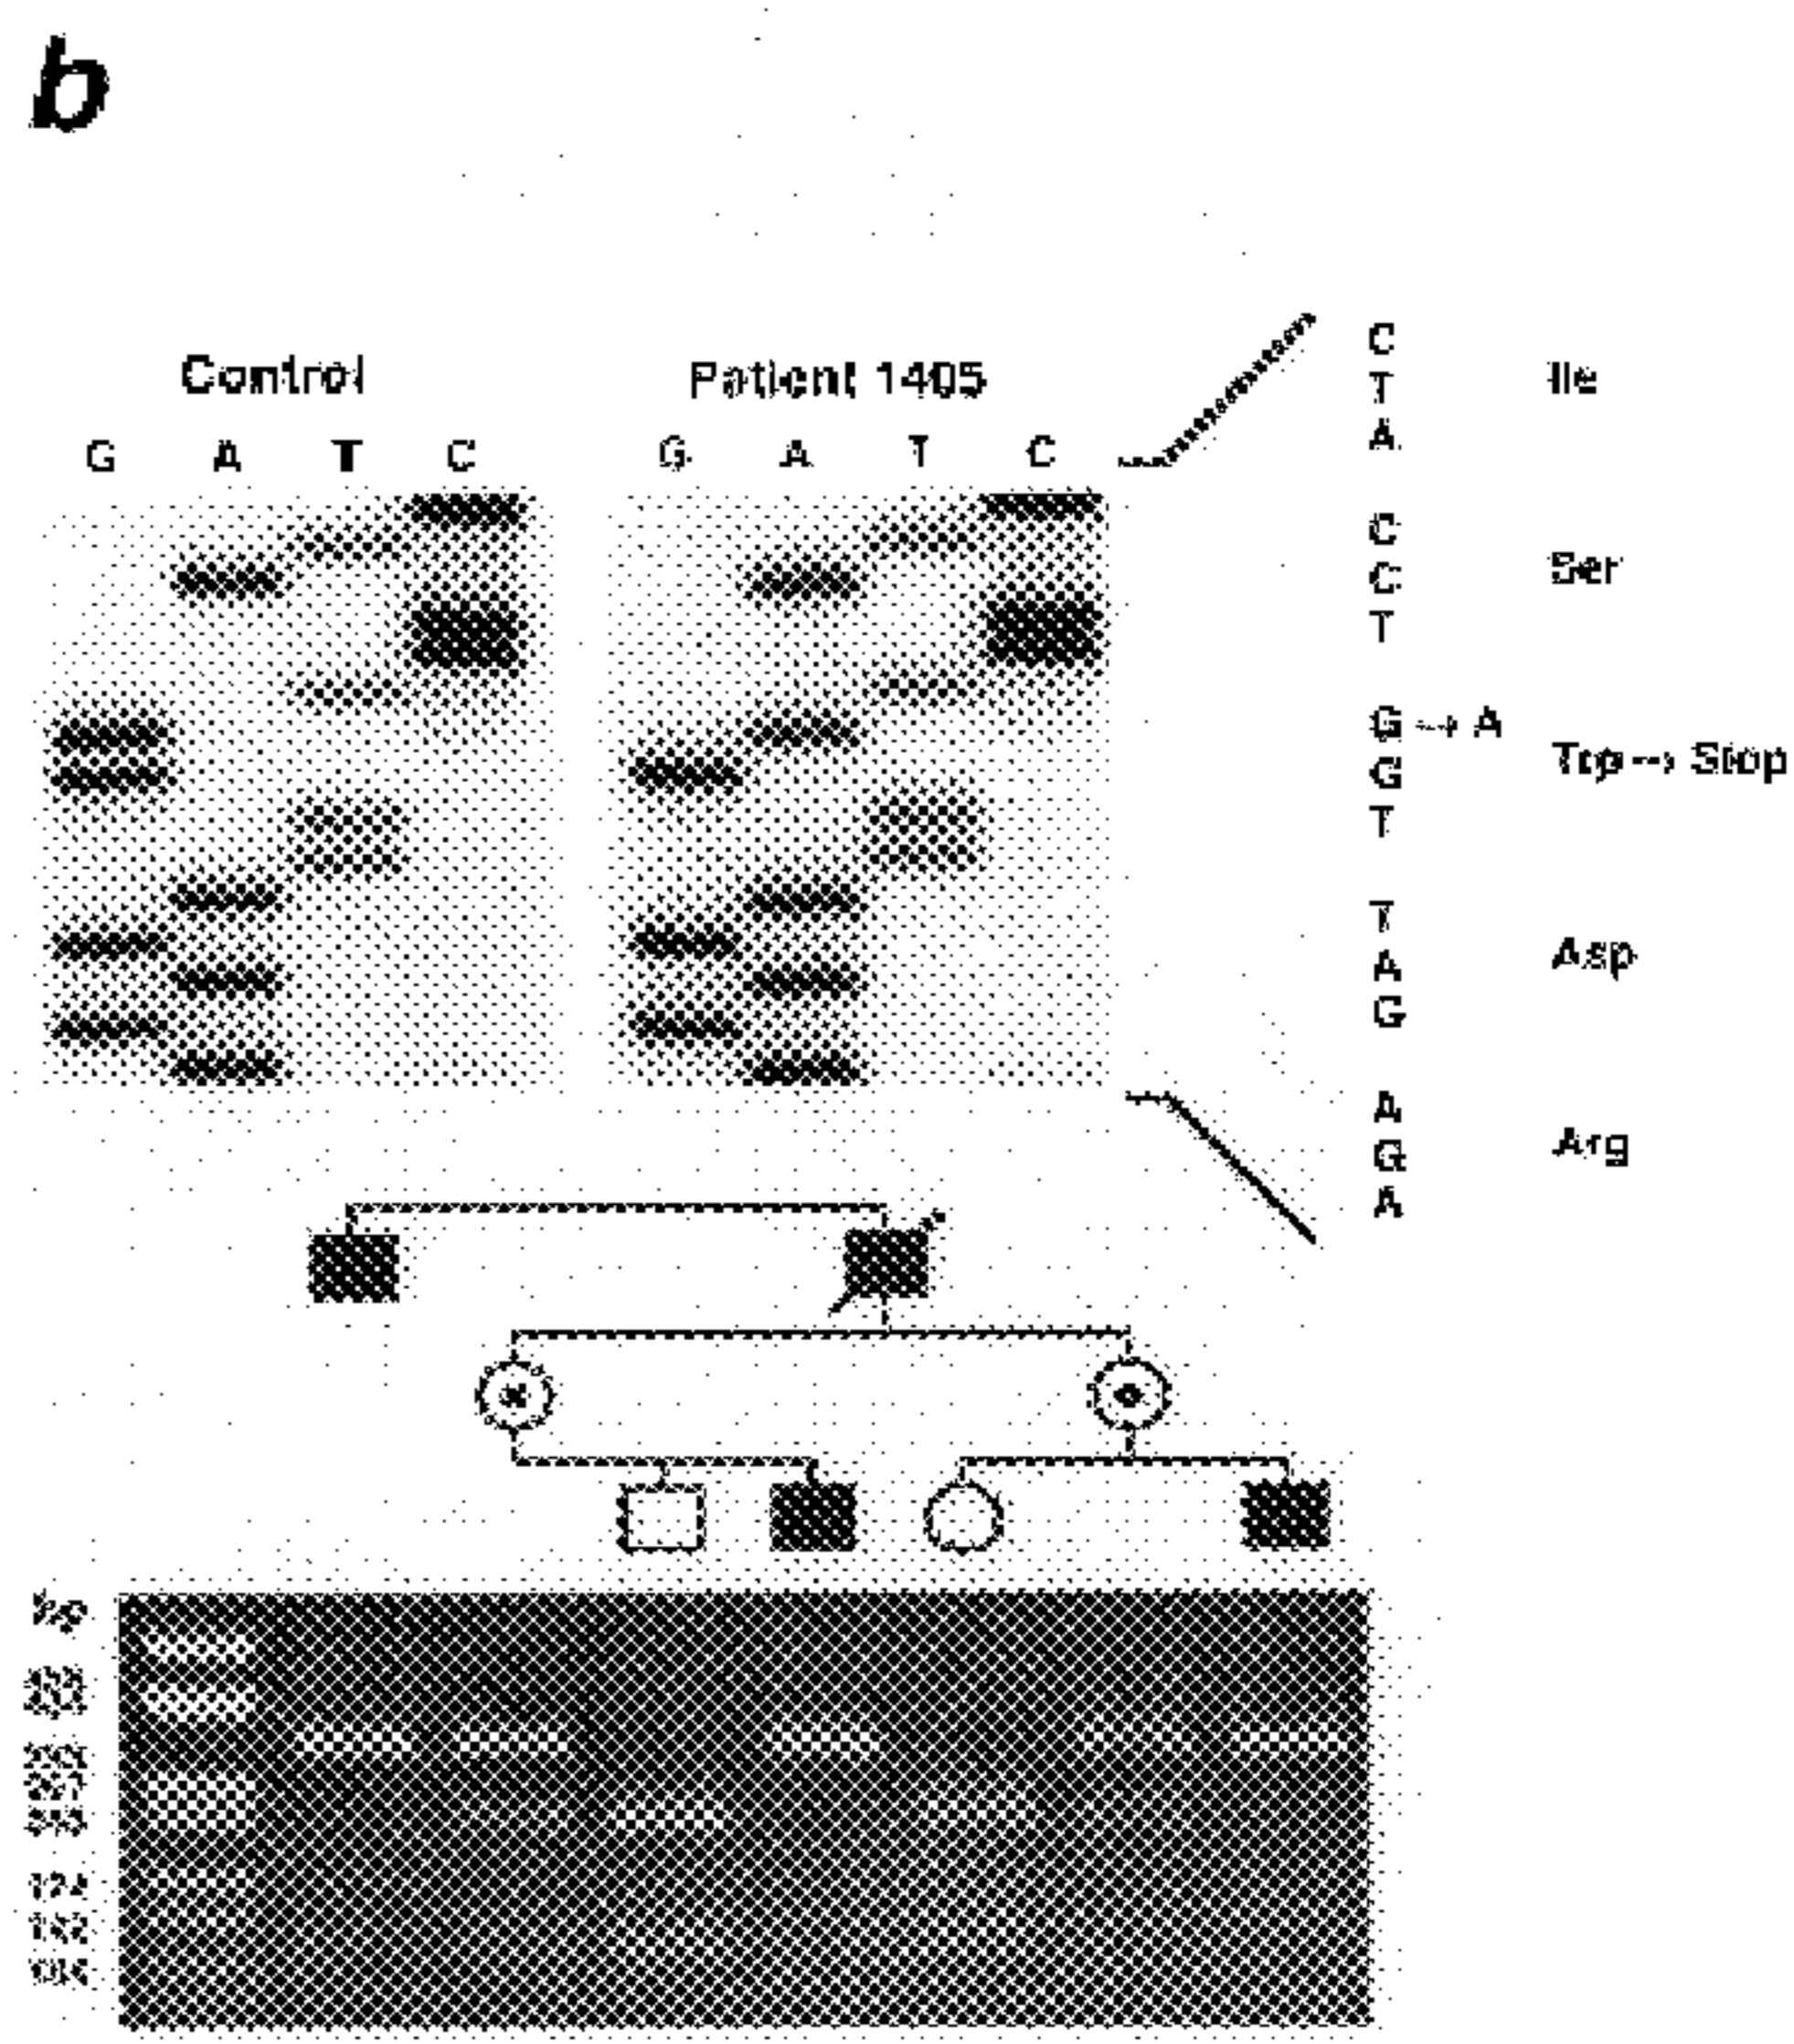 b
Control
Patient 1405
G A T C
G A T C
C
T
A
Ile
C
C
T
Ser
G → A
G
T
Trp → Stop
T
A
G
Asp
A
G
A
Arg
bp